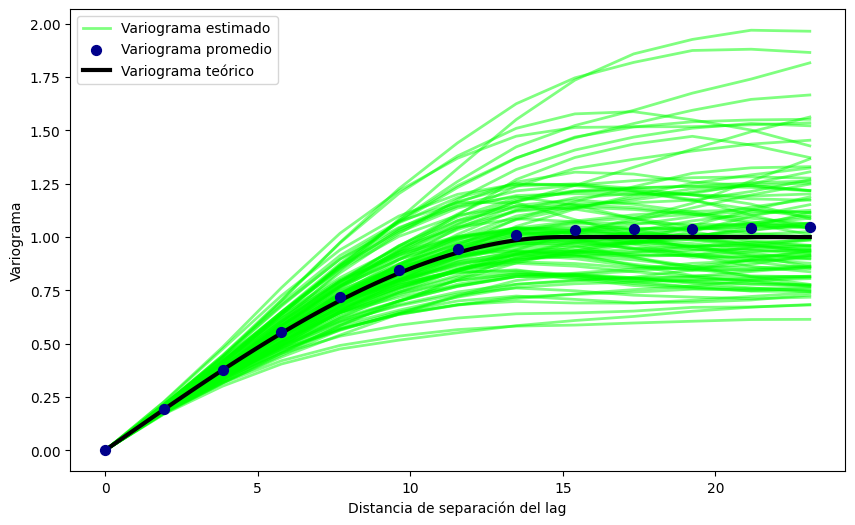 Variograma estimado
Variograma promedio
Variograma teórico
2.00
1.75
1.50
1.25
1.00
0.75
0.50
0.25
0.00
Variograma
0 5 10 15 20
Distancia de separación del lag